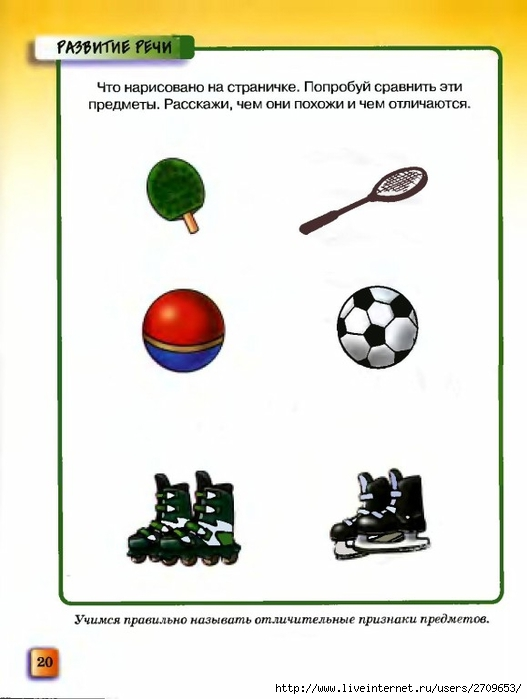 РАЗВИТИЕ РЕЧИ
Что нарисовано на страничке. Попробуй сравнить эти
предметы. Расскажи, чем они похожи и чем отличаются.
Учимся правильно называть отличительные признаки предметов.
20
http://www.liveinternet.ru/users/2709653/